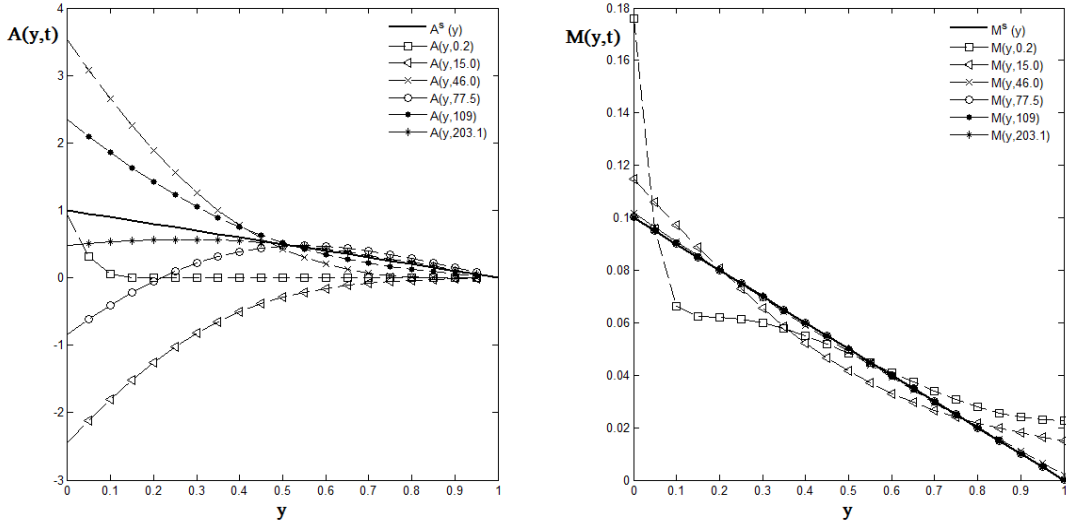 A(y,t)
4
3
2
1
0
-1
-2
-3
0 0.1 0.2 0.3 0.4 0.5 0.6 0.7 0.8 0.9 1
y
Aˢ (y)
A(y,0.2)
A(y,15.0)
A(y,46.0)
A(y,77.5)
A(y,109)
A(y,203.1)
M(y,t)
0.18
0.16
0.14
0.12
0.1
0.08
0.06
0.04
0.02
0
0 0.1 0.2 0.3 0.4 0.5 0.6 0.7 0.8 0.9 1
y
Mˢ (y)
M(y,0.2)
M(y,15.0)
M(y,46.0)
M(y,77.5)
M(y,109)
M(y,203.1)